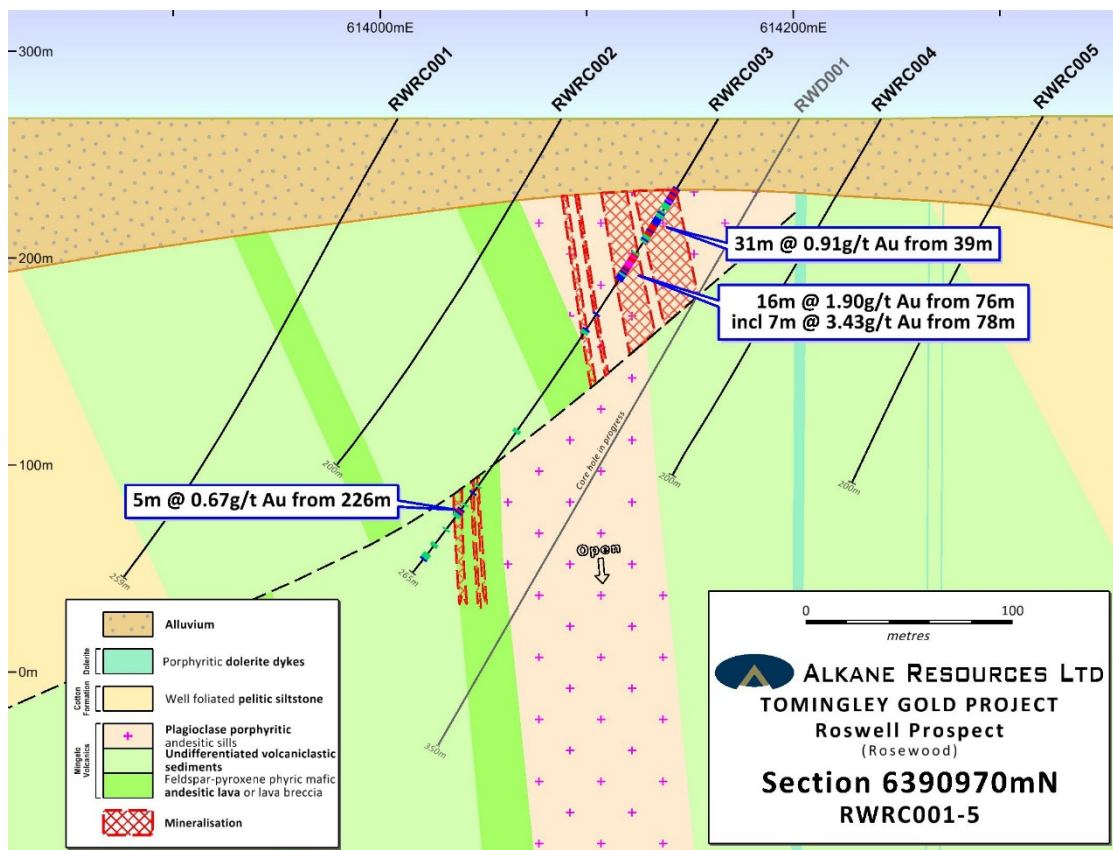 614000mE
614200mE
300m
200m
100m
0m
RWRC001
RWRC002
RWRC003
RWD001
RWRC004
RWRC005
31m @ 0.91g/t Au from 39m
16m @ 1.90g/t Au from 76m
incl 7m @ 3.43g/t Au from 78m
5m @ 0.67g/t Au from 226m
Core hole in progress
259m
200m
265m
350m
200m
200m
Open
Alluvium
Dolerite
Porphyritic dolerite dykes
Cotton
Formation
Well foliated pelitic siltstone
Mingelo
Volcanics
Plagioclase porphyritic
andesitic sills
Undifferentiated volcaniclastic
sediments
Feldspar-pyroxene phyric mafic
andesitic lava or lava breccia
Mineralisation
0 100
metres
ALKANE RESOURCES LTD
TOMINGLEY GOLD PROJECT
Roswell Prospect
(Rosewood)
Section 6390970mN
RWRC001-5